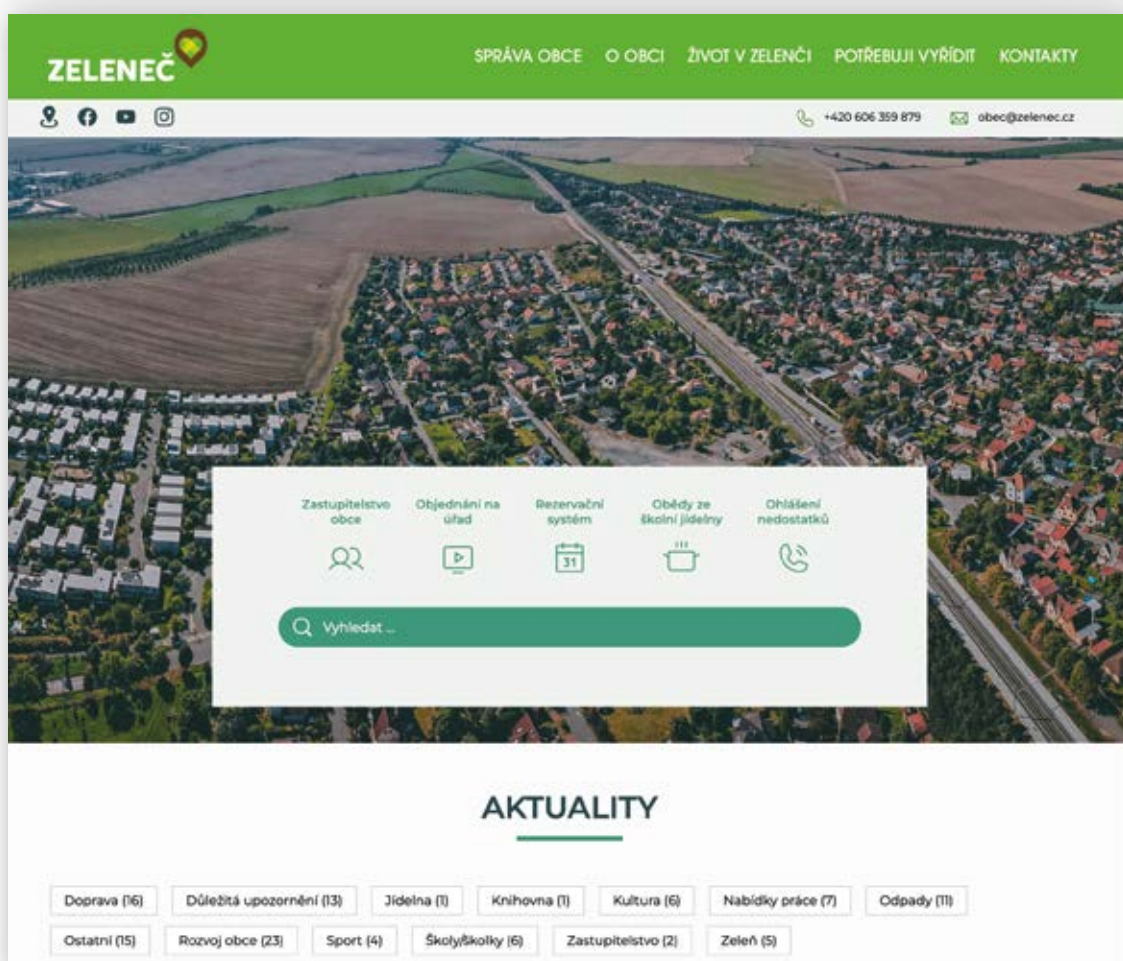 ZELENEČ
SPRÁVA OBCE O OBCI ŽIVOT V ZELENČI POTŘEBUJI VYŘÍDIT KONTAKTY
+420 606 359 879 obec@zelenec.cz
Zastupitelstvo obce
Objednání na úřad
Rezervační systém
Obědy ze školní jídelny
Ohlášení nedostatků
31
Vyhledat ...
AKTUALITY
Doprava (16) Důležitá upozornění (13) Jídelna (1) Knihovna (1) Kultura (6) Nabídky práce (7) Odpady (11)
Ostatní (15) Rozvoj obce (23) Sport (4) Školy/školky (6) Zastupitelstvo (2) Zeleň (5)